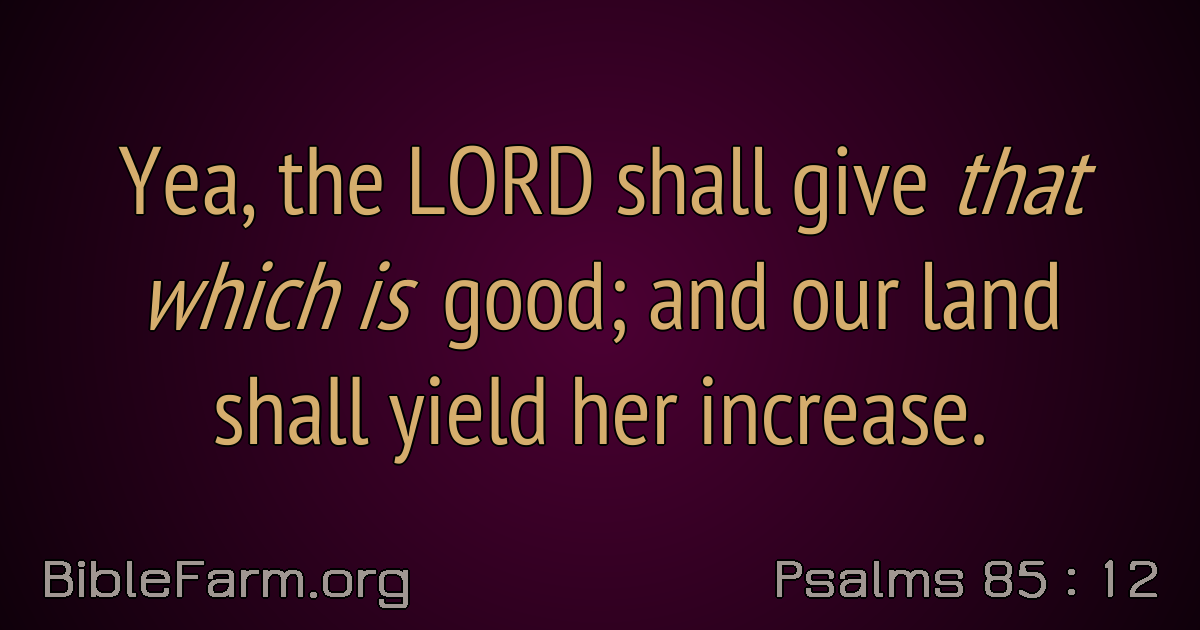 Yea, the LORD shall give that
which is good; and our land
shall yield her increase.
BibleFarm.org
Psalms 85 : 12